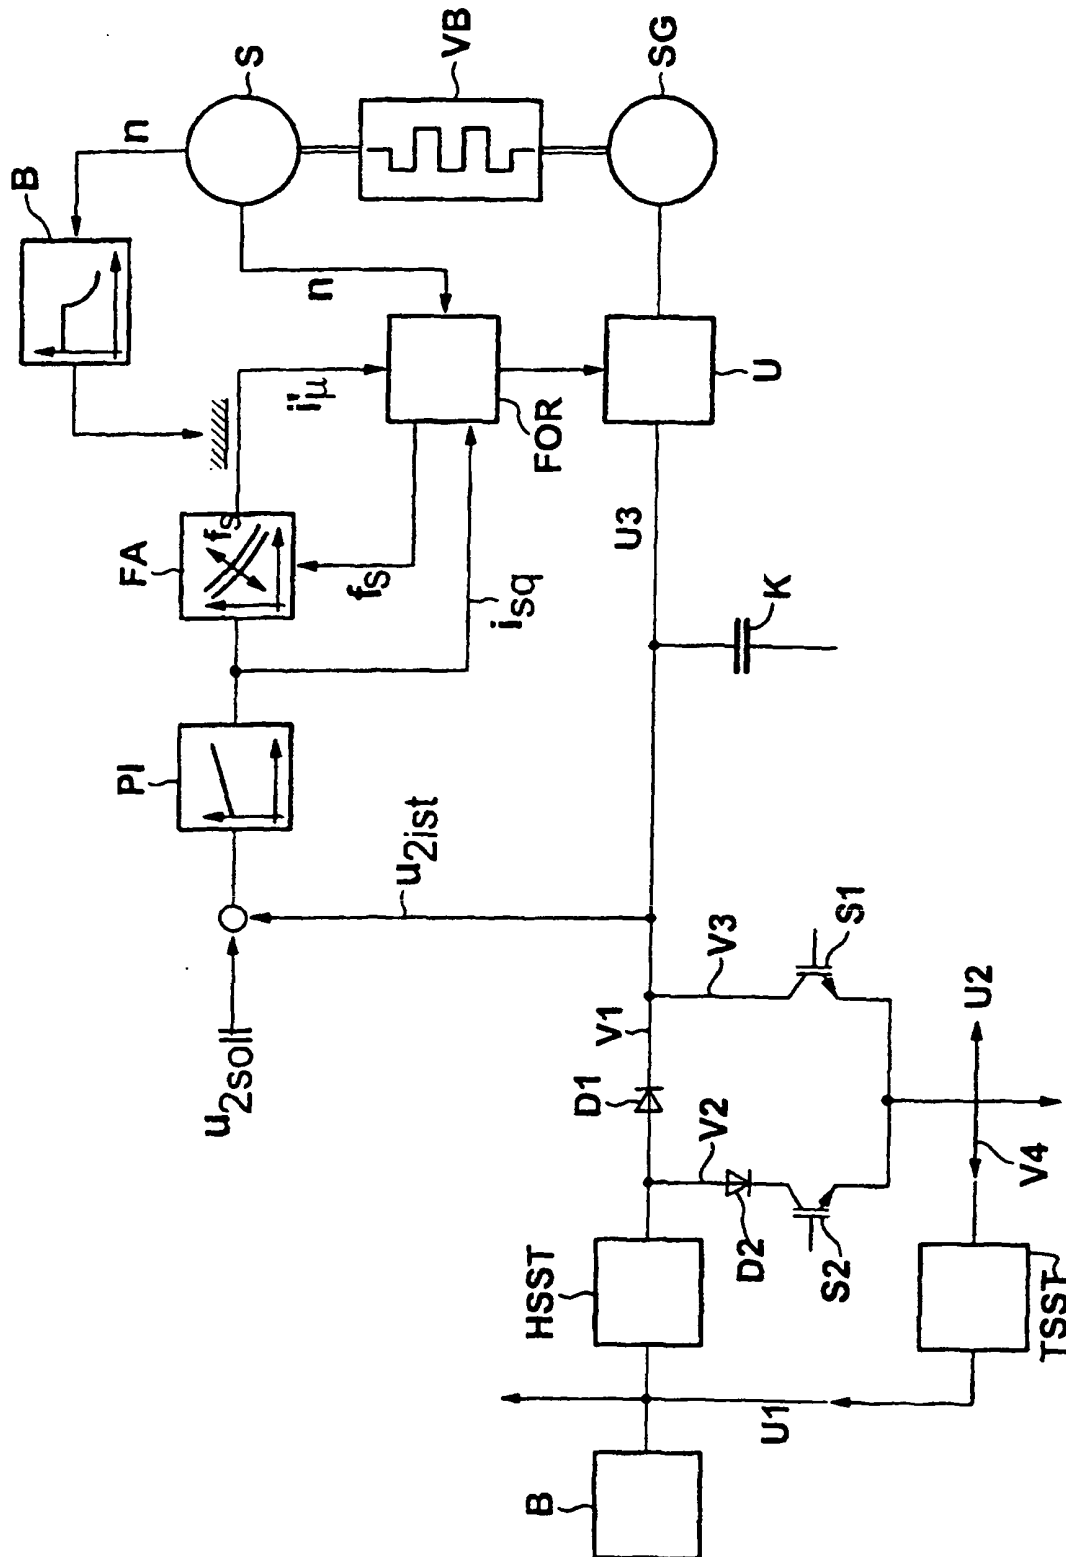 B
n
S
VB
SG
n
i'μ
FOR
U
FA
fS
fS
isq
U3
K
PI
u2soll
u2ist
V1
V3
S1
D1
V2
D2
S2
U2
V4
HSST
TSST
U1
B